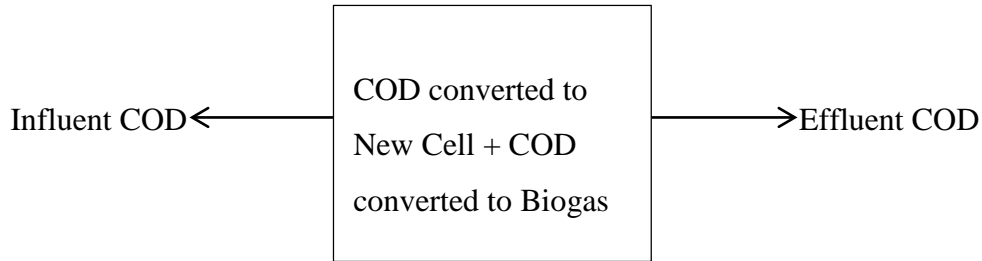 Influent COD
COD converted to
New Cell + COD
converted to Biogas
Effluent COD